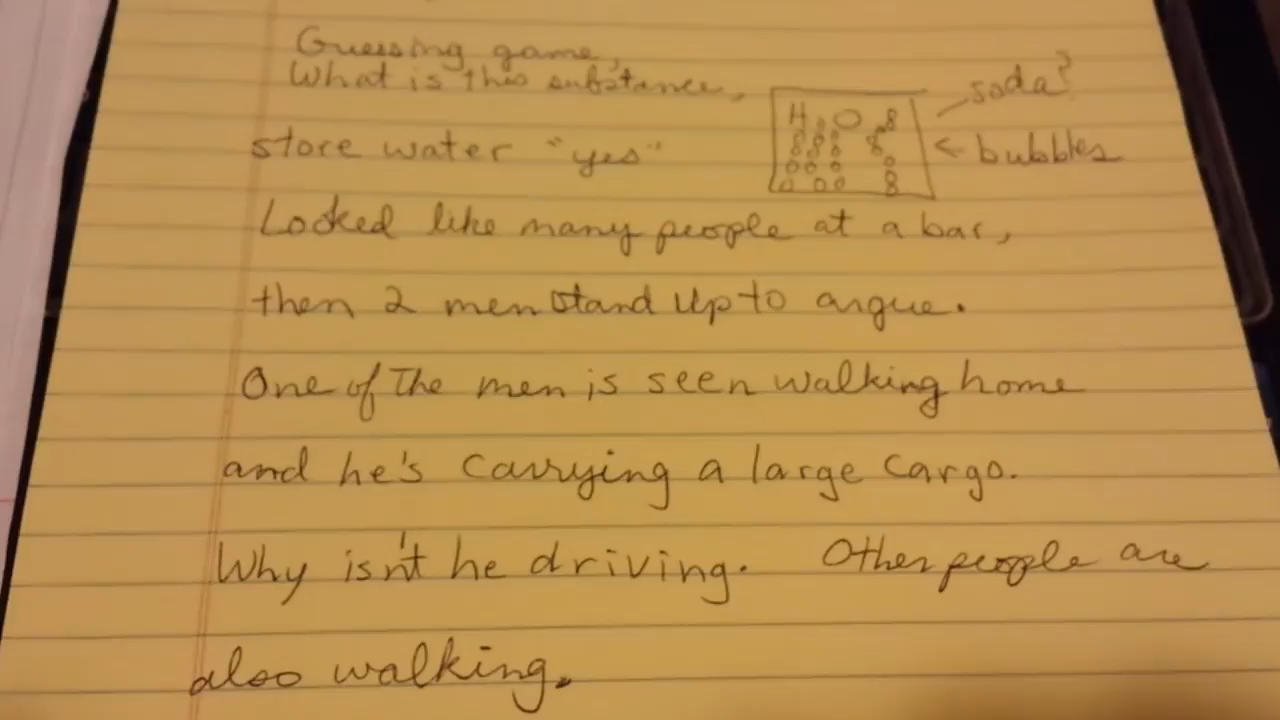 Guessing game,
What is this substance,
soda?
H2O
store water "yes"
< bubbles
Looked like many people at a bar,
then 2 men stand up to argue.
One of The men is seen walking home
and he's carrying a large cargo.
Why isn't he driving. Other people are
also walking.